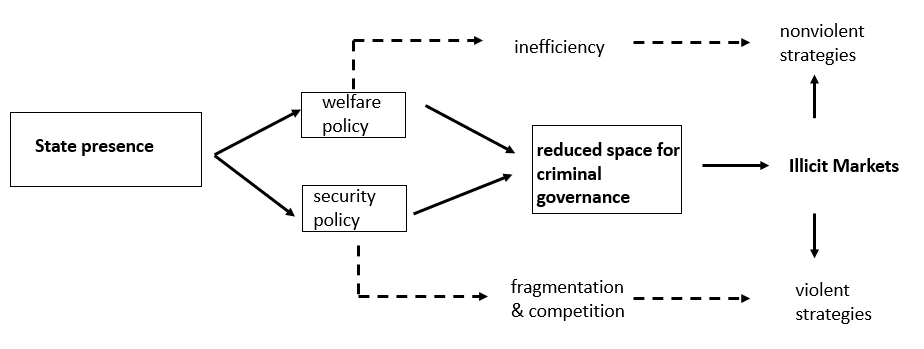 State presence
welfare
policy
security
policy
inefficiency
reduced space for
criminal
governance
fragmentation
& competition
nonviolent
strategies
Illicit Markets
violent
strategies